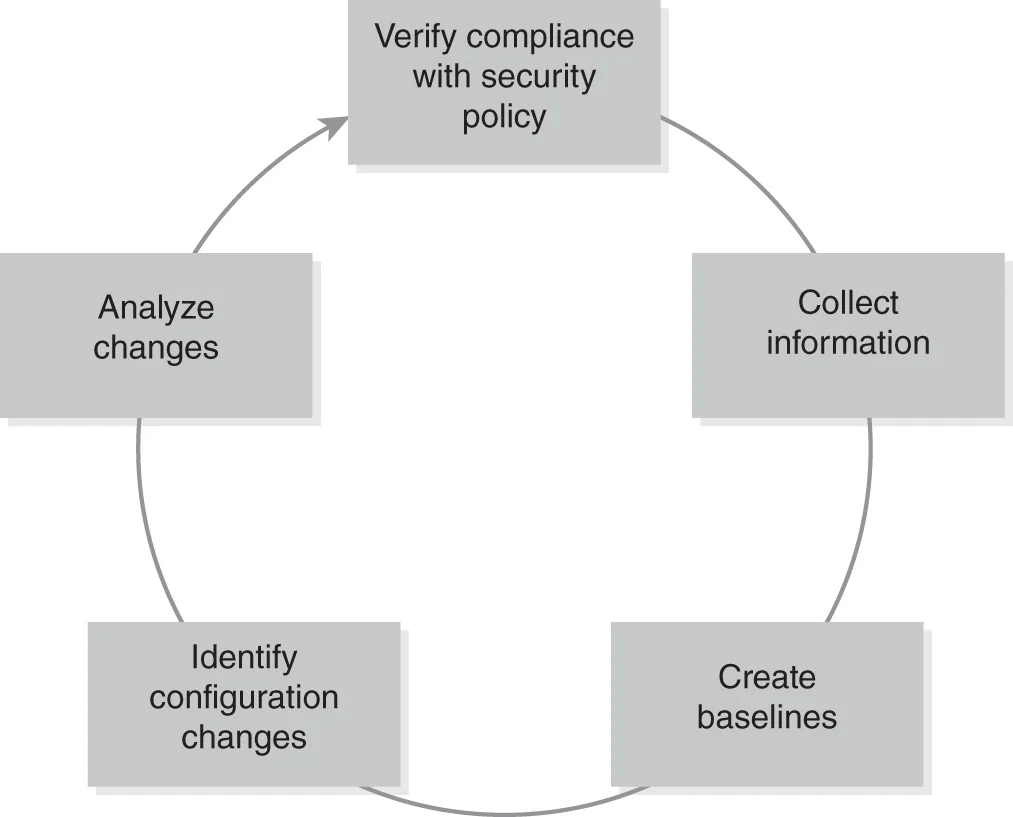 Verify compliance
with security
policy
Collect
information
Create
baselines
Identify
configuration
changes
Analyze
changes